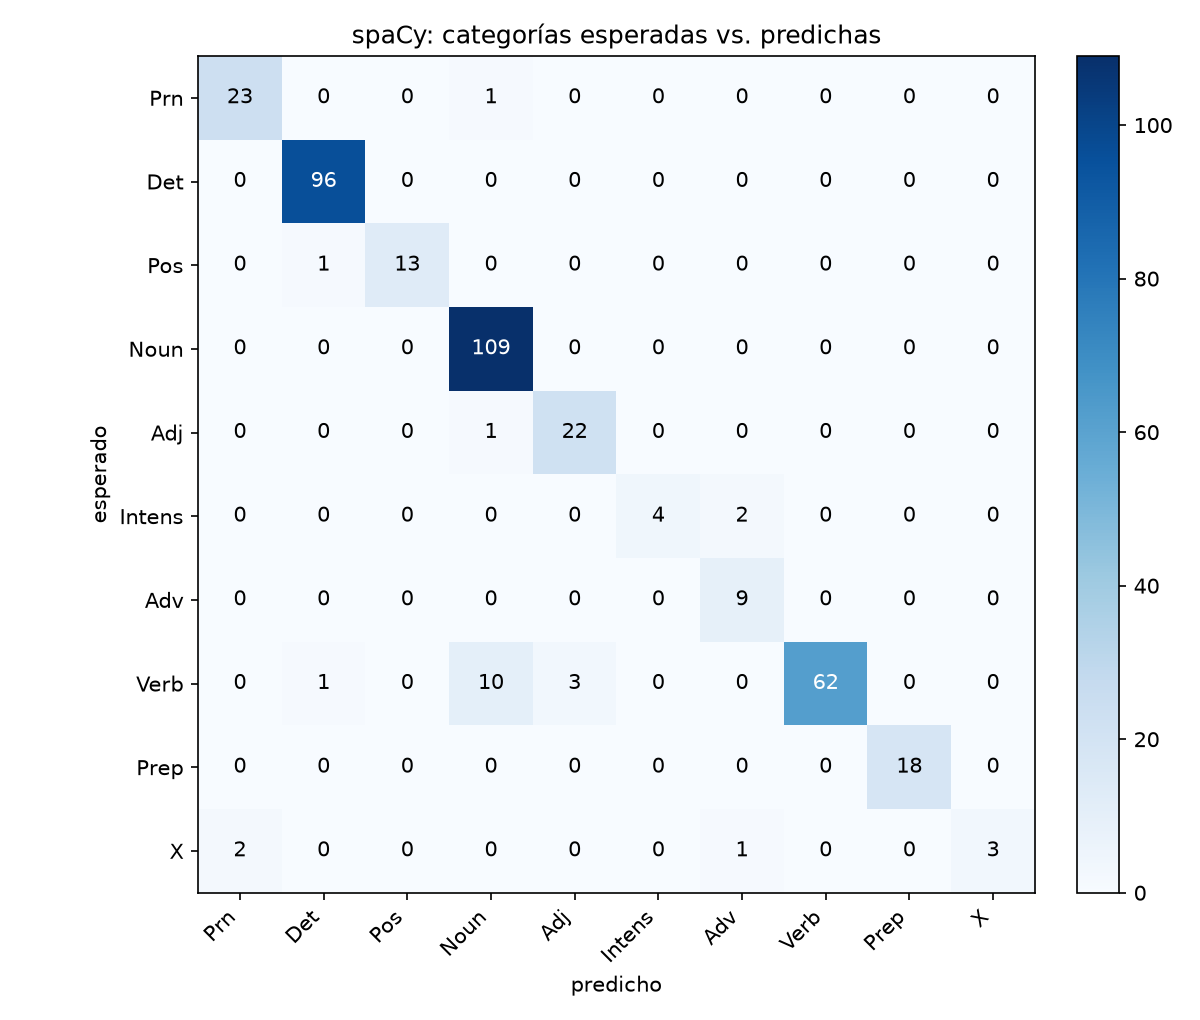 spaCy: categorías esperadas vs. predichas
Prn 23 0 0 1 0 0 0 0 0 0
Det 0 96 0 0 0 0 0 0 0 0
Pos 0 1 13 0 0 0 0 0 0 0
Noun 0 0 0 109 0 0 0 0 0 0
Adj 0 0 0 1 22 0 0 0 0 0
Intens 0 0 0 0 0 4 2 0 0 0
Adv 0 0 0 0 0 0 9 0 0 0
Verb 0 1 0 10 3 0 0 62 0 0
Prep 0 0 0 0 0 0 0 0 18 0
X 2 0 0 0 0 0 1 0 0 3
esperado
Prn Det Pos Noun Adj Intens Adv Verb Prep X
predicho
100
80
60
40
20
0